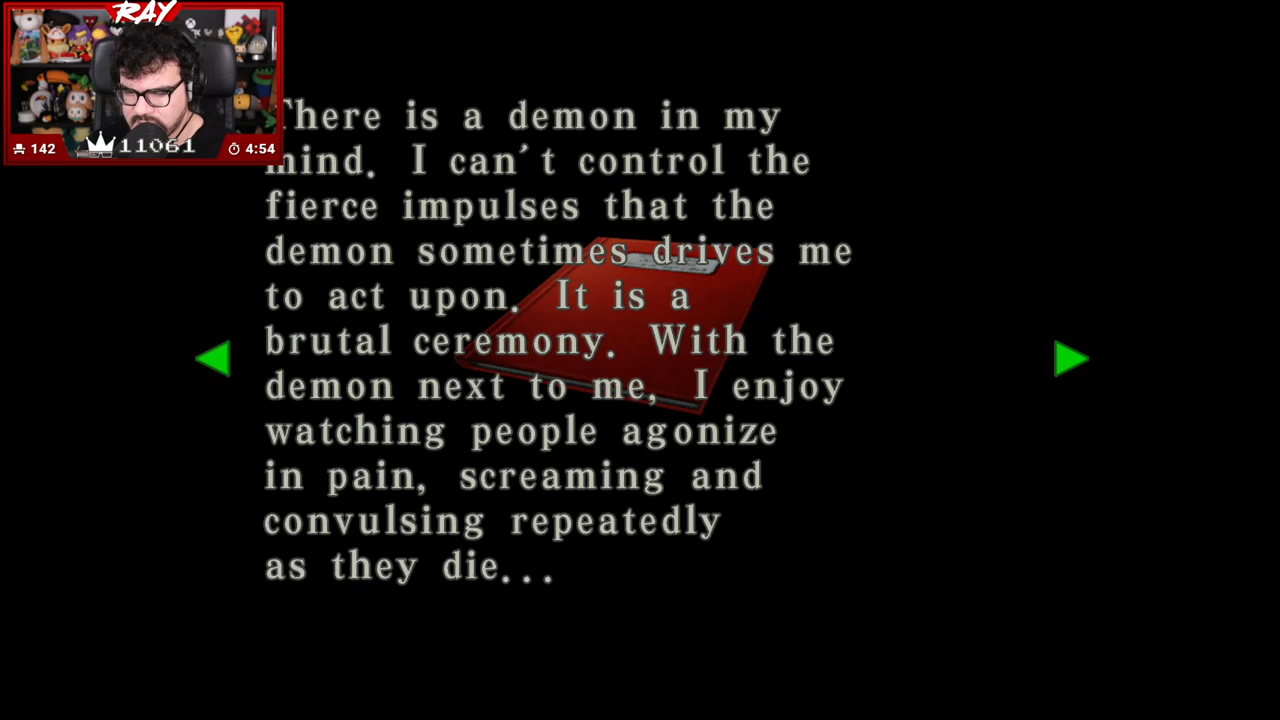 RAY
142
11061
4:54
There is a demon in my
mind. I can't control the
fierce impulses that the
demon sometimes drives me
to act upon. It is a
brutal ceremony. With the
demon next to me, I enjoy
watching people agonize
in pain, screaming and
convulsing repeatedly
as they die...